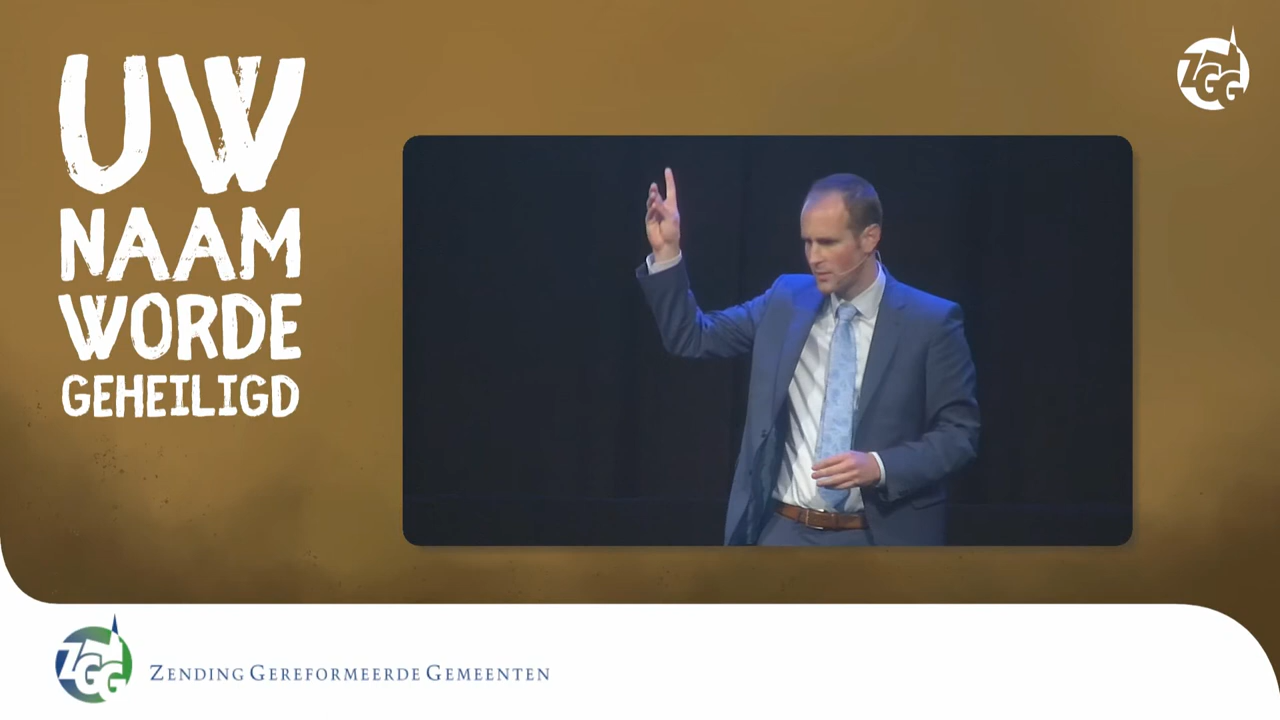 UW
NAAM
WORDE
GEHEILIGD
ZGG
ZGG
ZENDING GEREFORMEERDE GEMEENTEN